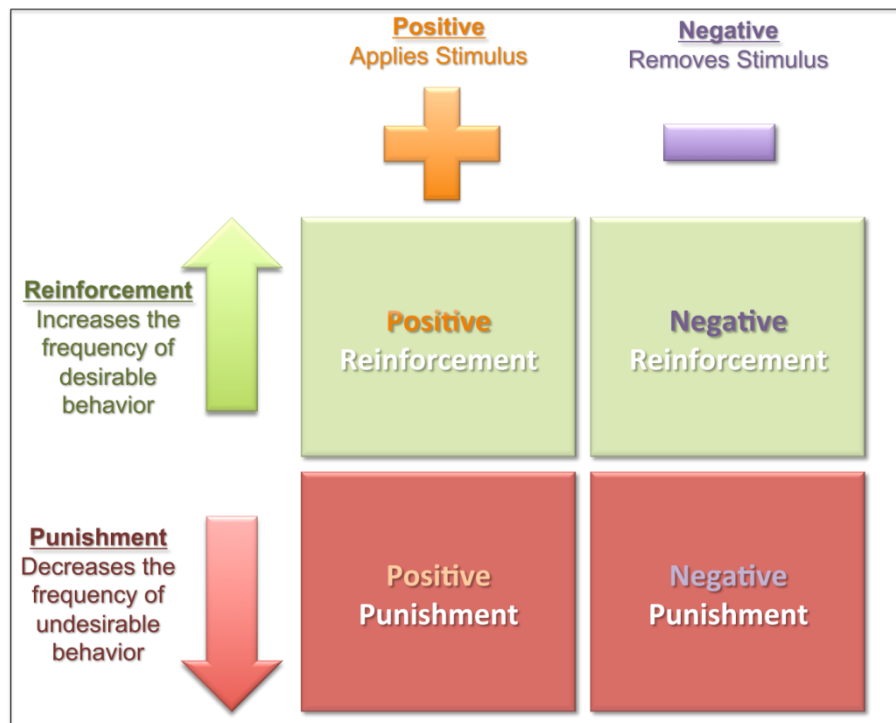 Positive
Applies Stimulus
Negative
Removes Stimulus
Reinforcement
Increases the
frequency of
desirable
behavior
Positive
Reinforcement
Negative
Reinforcement
Punishment
Decreases the
frequency of
undesirable
behavior
Positive
Punishment
Negative
Punishment